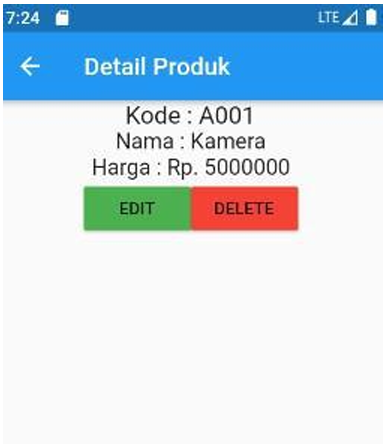 7:24 LTE
Detail Produk
Kode : A001
Nama : Kamera
Harga : Rp. 5000000
EDIT DELETE